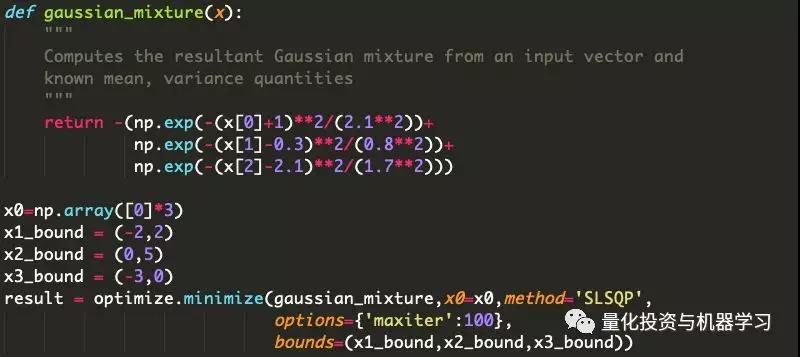 def gaussian_mixture(x):
    """
    Computes the resultant Gaussian mixture from an input vector and
    known mean, variance quantities
    """
    return -(np.exp(-(x[0]+1)**2/(2.1**2))+
             np.exp(-(x[1]-0.3)**2/(0.8**2))+
             np.exp(-(x[2]-2.1)**2/(1.7**2)))
x0=np.array([0]*3)
x1_bound = (-2,2)
x2_bound = (0,5)
x3_bound = (-3,0)
result = optimize.minimize(gaussian_mixture,x0=x0,method='SLSQP',
                           options={'maxiter':100},
                           bounds=(x1_bound,x2_bound,x3_bound))
量化投资与机器学习